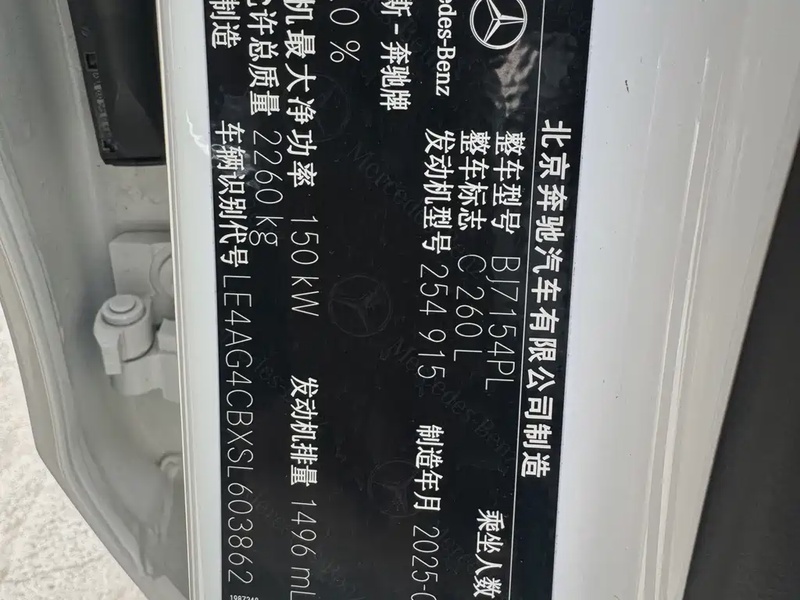 北京奔驰汽车有限公司制造
整车型号 BJ7154PL 乘坐人数
整车标志 C 260 L
发动机型号 254 915 制造年月 2025-0
Mercedes-Benz
斯-奔驰牌
0 %
机最大净功率 150 kW 发动机排量 1496 mL
允许总质量 2260 kg
制造
车辆识别代号 LE4AG4CBXSL603862